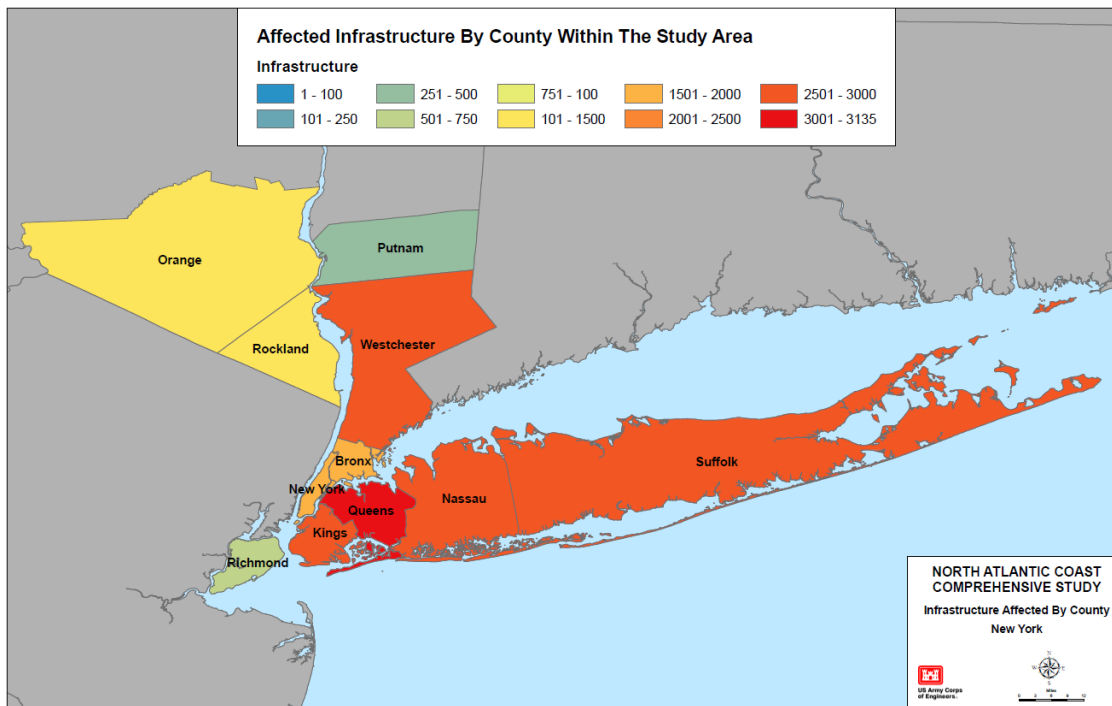 Affected Infrastructure By County Within The Study Area
Infrastructure
1 - 100
251 - 500
751 - 100
1501 - 2000
2501 - 3000
101 - 250
501 - 750
101 - 1500
2001 - 2500
3001 - 3135
Putnam
Orange
Westchester
Rockland
Bronx
Suffolk
New York
Nassau
Queens
Kings
Richmond
NORTH ATLANTIC COAST
COMPREHENSIVE STUDY
Infrastructure Affected By County
New York
N
W
E
S
US Army Corps
of Engineers®
Miles